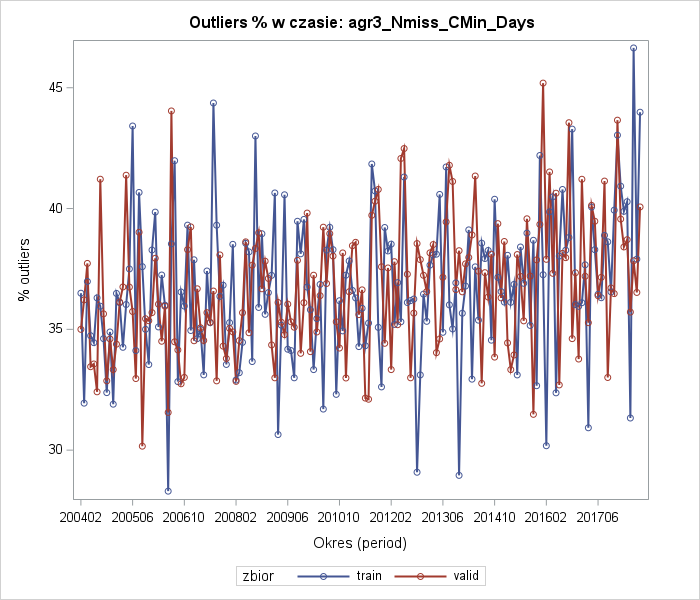 Outliers % w czasie: agr3_Nmiss_CMin_Days
% outliers
45
40
35
30
200402 200506 200610 200802 200906 201010 201202 201306 201410 201602 201706
Okres (period)
zbior train valid